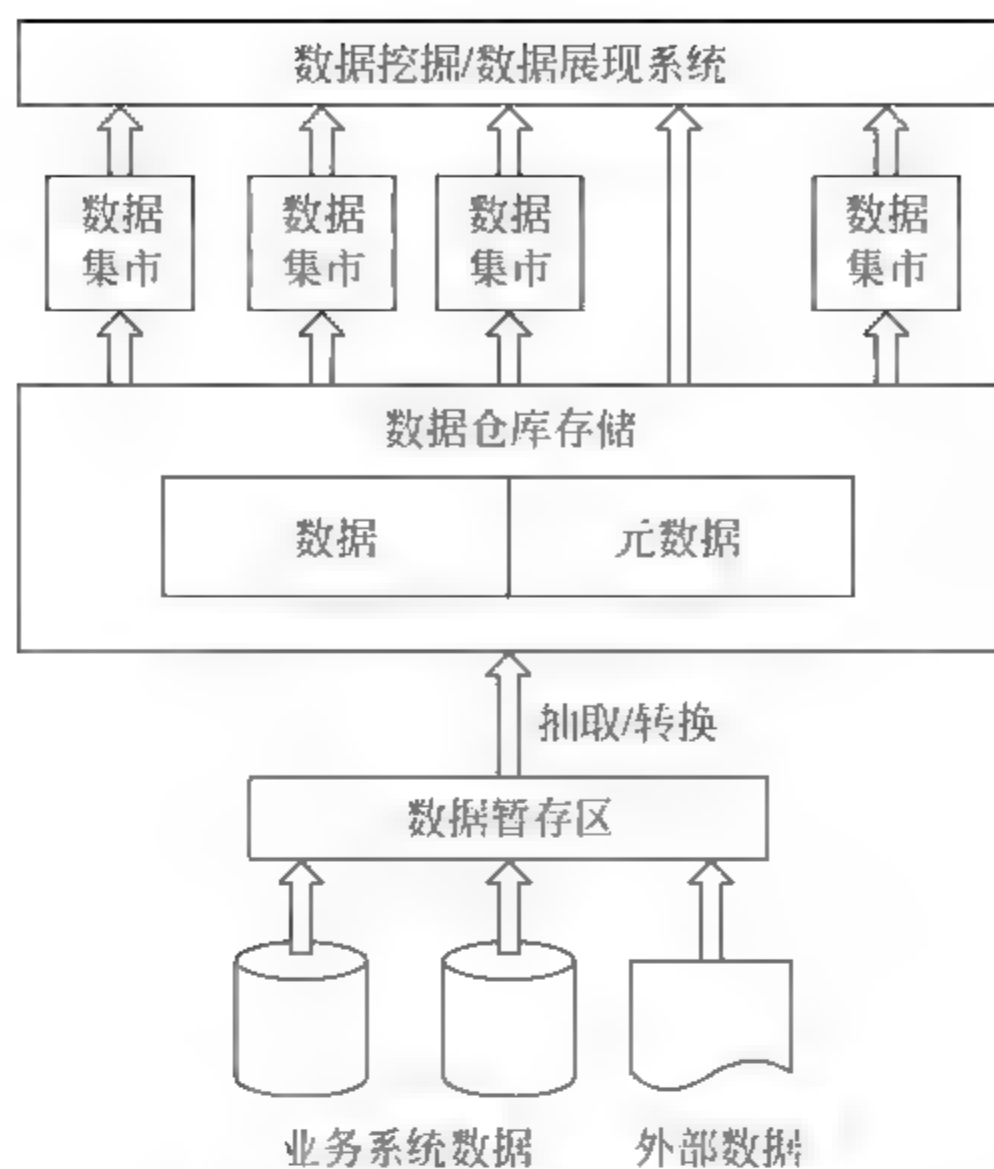 数据挖掘/数据展现系统
数据
集市
数据
集市
数据
集市
数据
集市
数据仓库存储
数据
元数据
抽取/转换
数据暂存区
业务系统数据
外部数据